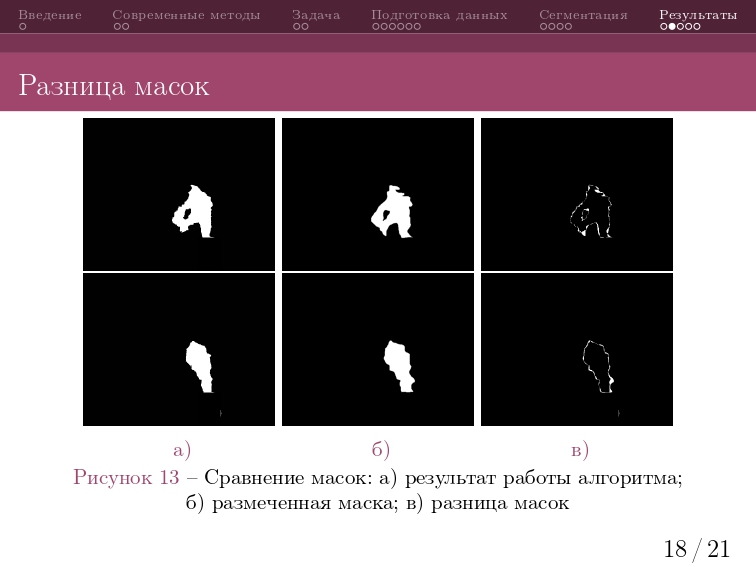 Введение Современные методы Задача Подготовка данных Сегментация Результаты
Разница масок
а) б) в)
Рисунок 13 – Сравнение масок: а) результат работы алгоритма;
б) размеченная маска; в) разница масок
18 / 21